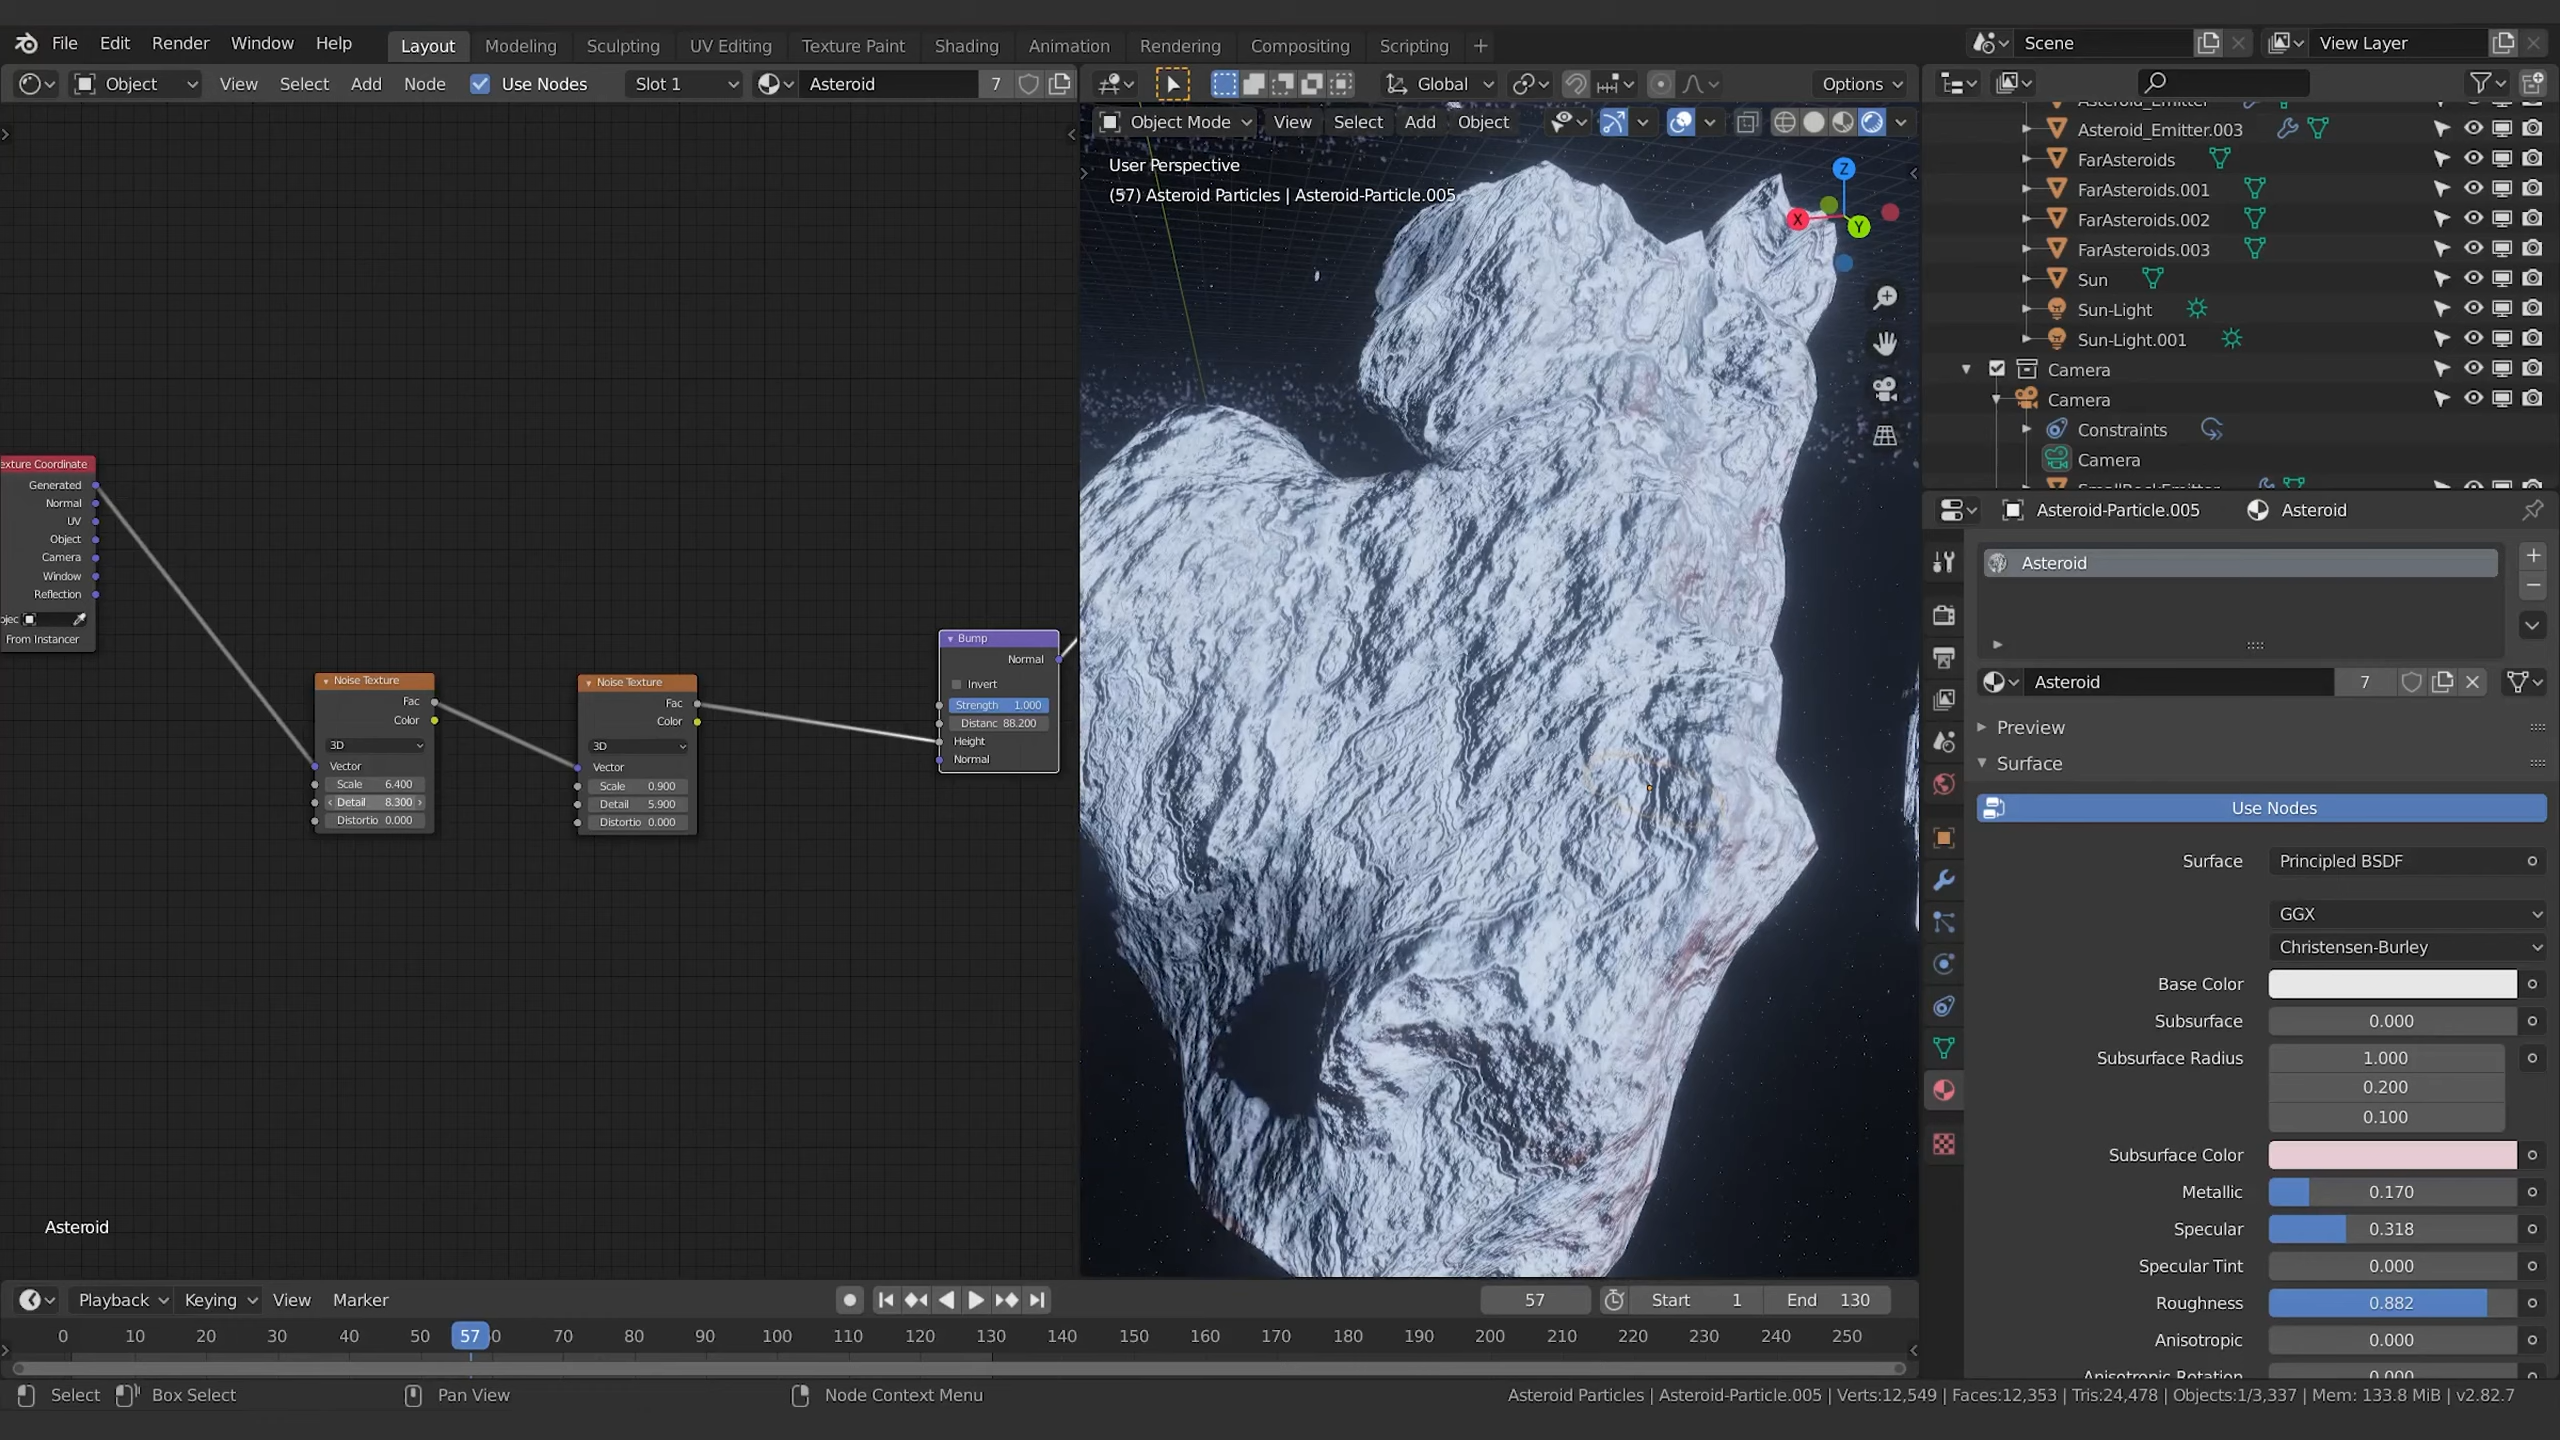 File Edit Render Window Help Layout Modeling Sculpting UV Editing Texture Paint Shading Animation Rendering Compositing Scripting + Scene View Layer
Object View Select Add Node Use Nodes Slot 1 Asteroid 7 Global Options
Object Mode View Select Add Object
User Perspective
(57) Asteroid Particles | Asteroid-Particle.005
Z
X
Y
exture Coordinate
Generated
Normal
UV
Object
Camera
Window
Reflection
ojec
From Instancer
Noise Texture
Fac
Color
3D
Vector
Scale 6.400
Detail 8.300
Distortio 0.000
Noise Texture
Fac
Color
3D
Vector
Scale 0.900
Detail 5.900
Distortio 0.000
Bump
Normal
Invert
Strength 1.000
Distanc 88.200
Height
Normal
Asteroid
Asteroid_Emitter
Asteroid_Emitter.003
FarAsteroids
FarAsteroids.001
FarAsteroids.002
FarAsteroids.003
Sun
Sun-Light
Sun-Light.001
Camera
Camera
Constraints
Camera
SmallRockEmitter
Asteroid-Particle.005 Asteroid
Asteroid
Asteroid 7
Preview
Surface
Use Nodes
Surface Principled BSDF
GGX
Christensen-Burley
Base Color
Subsurface 0.000
Subsurface Radius 1.000
0.200
0.100
Subsurface Color
Metallic 0.170
Specular 0.318
Specular Tint 0.000
Roughness 0.882
Anisotropic 0.000
Anisotropic Rotation 0.000
Playback Keying View Marker 57 Start 1 End 130
0 10 20 30 40 50 57 70 80 90 100 110 120 130 140 150 160 170 180 190 200 210 220 230 240 250
Select Box Select Pan View Node Context Menu Asteroid Particles | Asteroid-Particle.005 | Verts:12,549 | Faces:12,353 | Tris:24,478 | Objects:1/3,337 | Mem: 133.8 MiB | v2.82.7